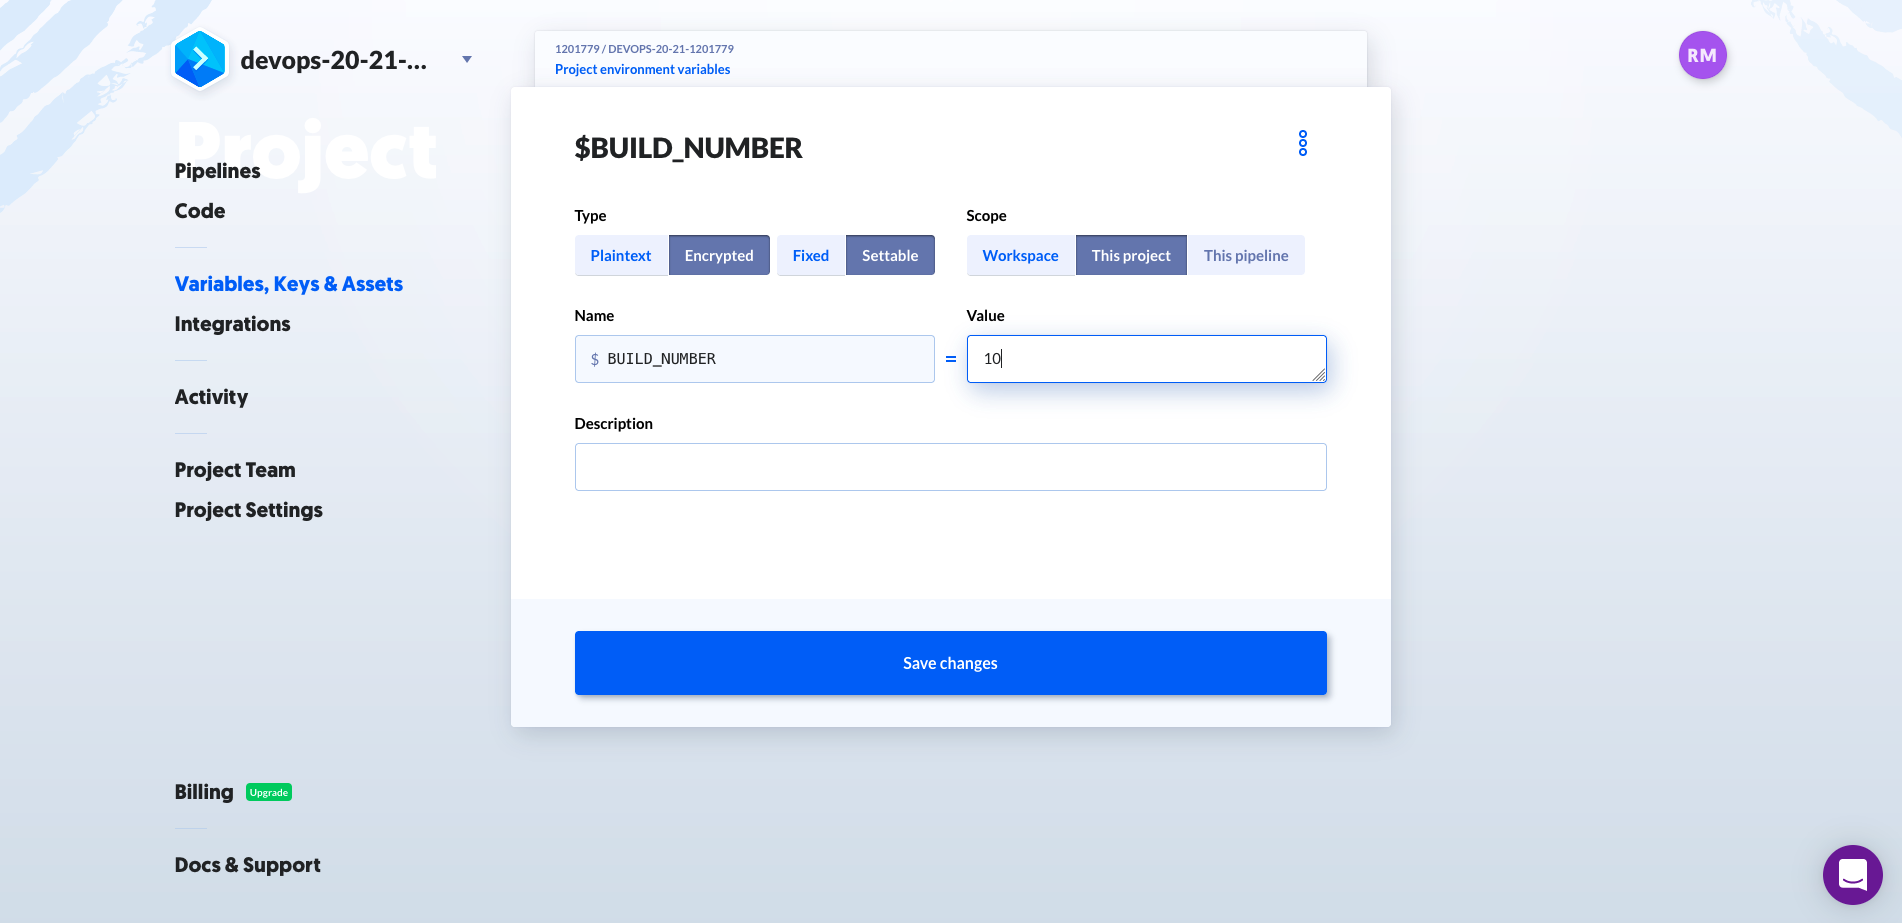 devops-20-21-...
Project
Pipelines
Code
Variables, Keys & Assets
Integrations
Activity
Project Team
Project Settings
Billing Upgrade
Docs & Support
1201779 / DEVOPS-20-21-1201779
Project environment variables
RM
$BUILD_NUMBER
Type
Plaintext Encrypted Fixed Settable
Scope
Workspace This project This pipeline
Name
$ BUILD_NUMBER
=
Value
10
Description
Save changes